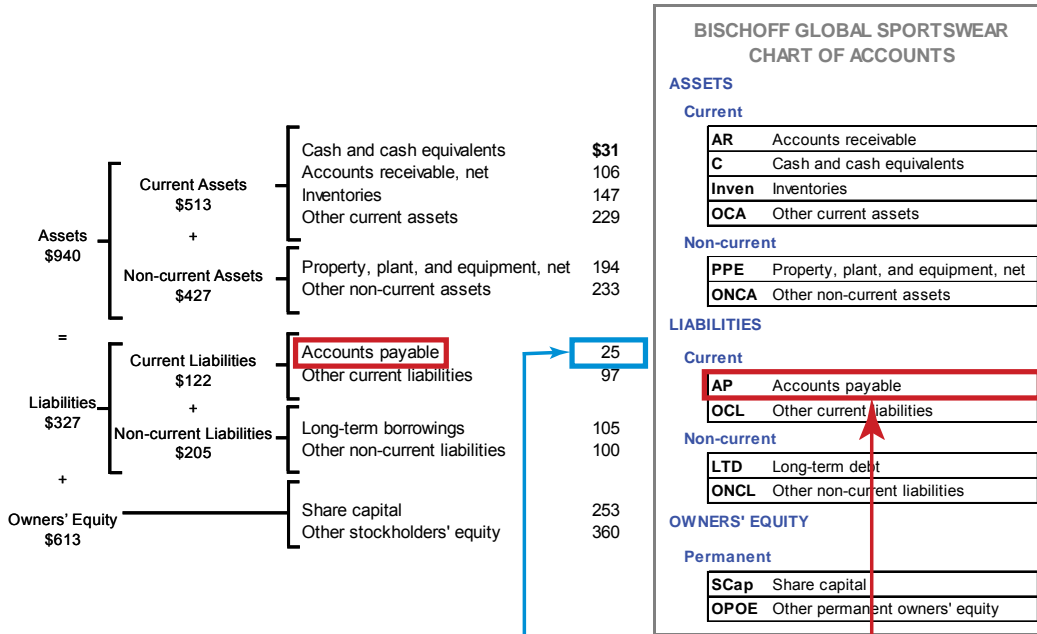 Assets
$940
=
Liabilities
$327
+
Owners' Equity
$613
Current Assets
$513
+
Non-current Assets
$427
Current Liabilities
$122
+
Non-current Liabilities
$205
Cash and cash equivalents $31
Accounts receivable, net 106
Inventories 147
Other current assets 229
Property, plant, and equipment, net 194
Other non-current assets 233
Accounts payable 25
Other current liabilities 97
Long-term borrowings 105
Other non-current liabilities 100
Share capital 253
Other stockholders' equity 360
BISCHOFF GLOBAL SPORTSWEAR
CHART OF ACCOUNTS
ASSETS
Current
AR Accounts receivable
C Cash and cash equivalents
Inven Inventories
OCA Other current assets
Non-current
PPE Property, plant, and equipment, net
ONCA Other non-current assets
LIABILITIES
Current
AP Accounts payable
OCL Other current liabilities
Non-current
LTD Long-term debt
ONCL Other non-current liabilities
OWNERS' EQUITY
Permanent
SCap Share capital
OPOE Other permanent owners' equity